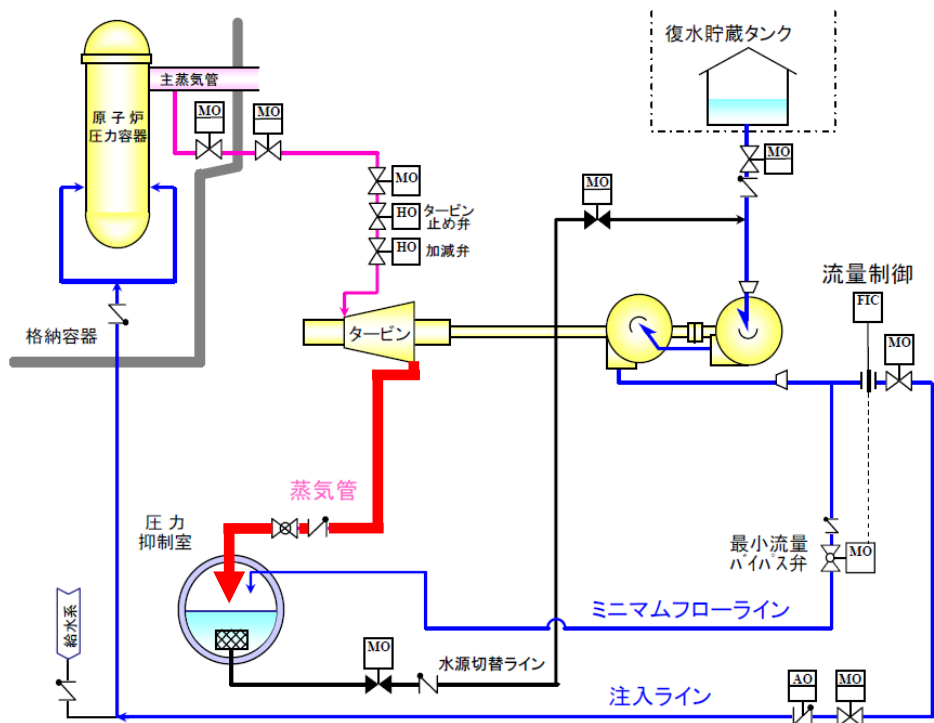 復水貯蔵タンク
主蒸気管
原子炉
圧力容器
MO
MO
MO
MO
MO
HO
タービン
止め弁
HO
加減弁
流量制御
FIC
格納容器
タービン
MO
蒸気管
圧力
抑制室
最小流量
バイパス弁
MO
ミニマムフローライン
給水系
MO
水源切替ライン
注入ライン
AO
MO